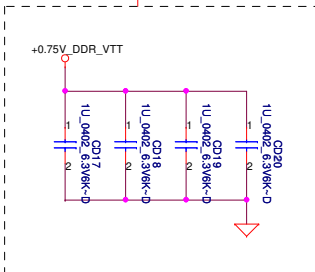 +0.75V_DDR_VTT
1
2
CD17
1U_0402_6.3V6K~D
1
2
CD18
1U_0402_6.3V6K~D
1
2
CD19
1U_0402_6.3V6K~D
1
2
CD20
1U_0402_6.3V6K~D